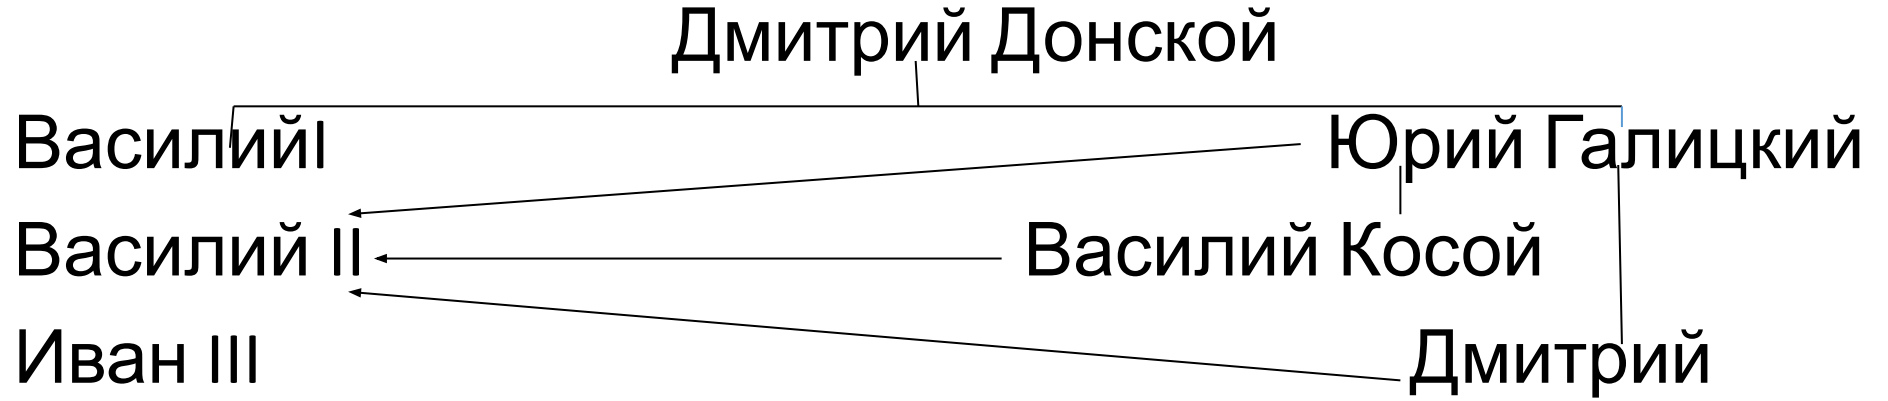 Дмитрий Донской
ВасилийI Юрий Галицкий
Василий II Василий Косой
Иван III Дмитрий